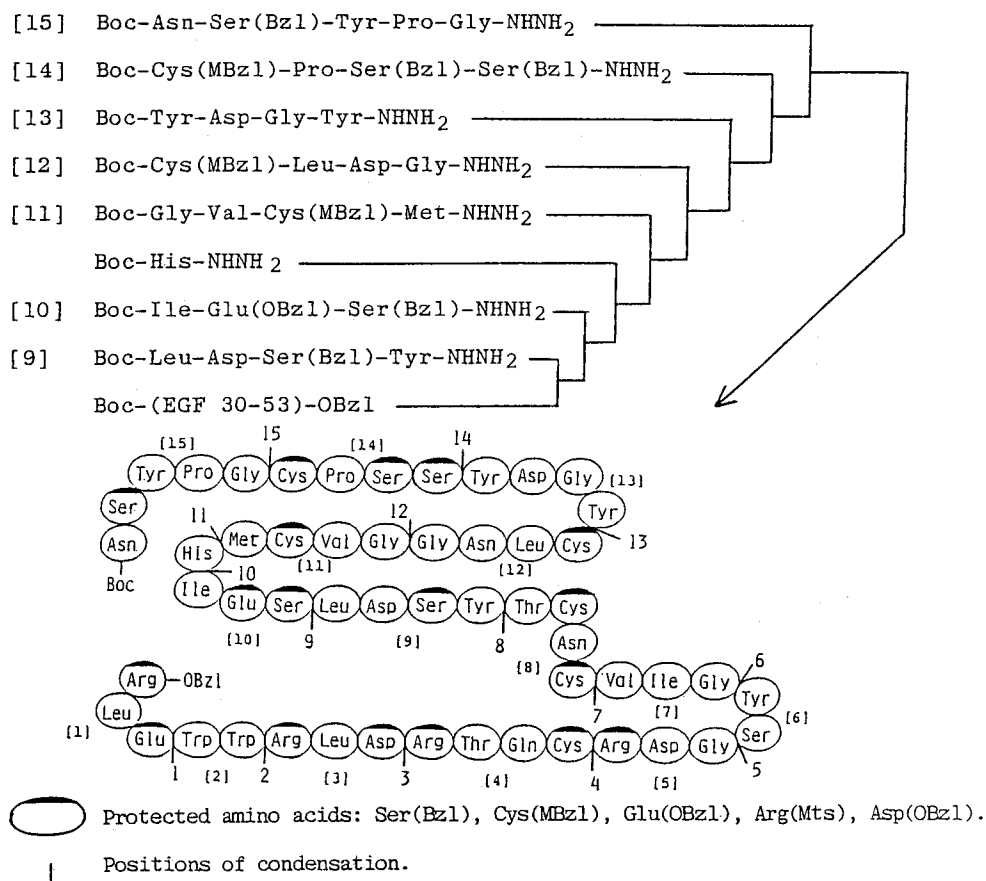 [15] Boc-Asn-Ser(Bzl)-Tyr-Pro-Gly-NHNH2
[14] Boc-Cys(MBzl)-Pro-Ser(Bzl)-Ser(Bzl)-NHNH2
[13] Boc-Tyr-Asp-Gly-Tyr-NHNH2
[12] Boc-Cys(MBzl)-Leu-Asp-Gly-NHNH2
[11] Boc-Gly-Val-Cys(MBzl)-Met-NHNH2
Boc-His-NHNH2
[10] Boc-Ile-Glu(OBzl)-Ser(Bzl)-NHNH2
[9] Boc-Leu-Asp-Ser(Bzl)-Tyr-NHNH2
Boc-(EGF 30-53)-OBzl
[15] 15 [14] 14
Tyr Pro Gly Cys Pro Ser Ser Tyr Asp Gly [13]
Ser Tyr
Asn 11 Met Cys Val Gly 12 Gly Asn Leu Cys 13
Boc His [11] [12]
Ile 10
Glu Ser Leu Asp Ser Tyr Thr Cys
[10] 9 [9] 8 Asn
[8] Cys Val Ile Gly 6
7 [7] Tyr
Arg -OBzl
Leu [6]
[1] Ser
Glu Trp Trp Arg Leu Asp Arg Thr Gln Cys Arg Asp Gly
1 [2] 2 [3] 3 [4] 4 [5] 5
Protected amino acids: Ser(Bzl), Cys(MBzl), Glu(OBzl), Arg(Mts), Asp(OBzl).
Positions of condensation.